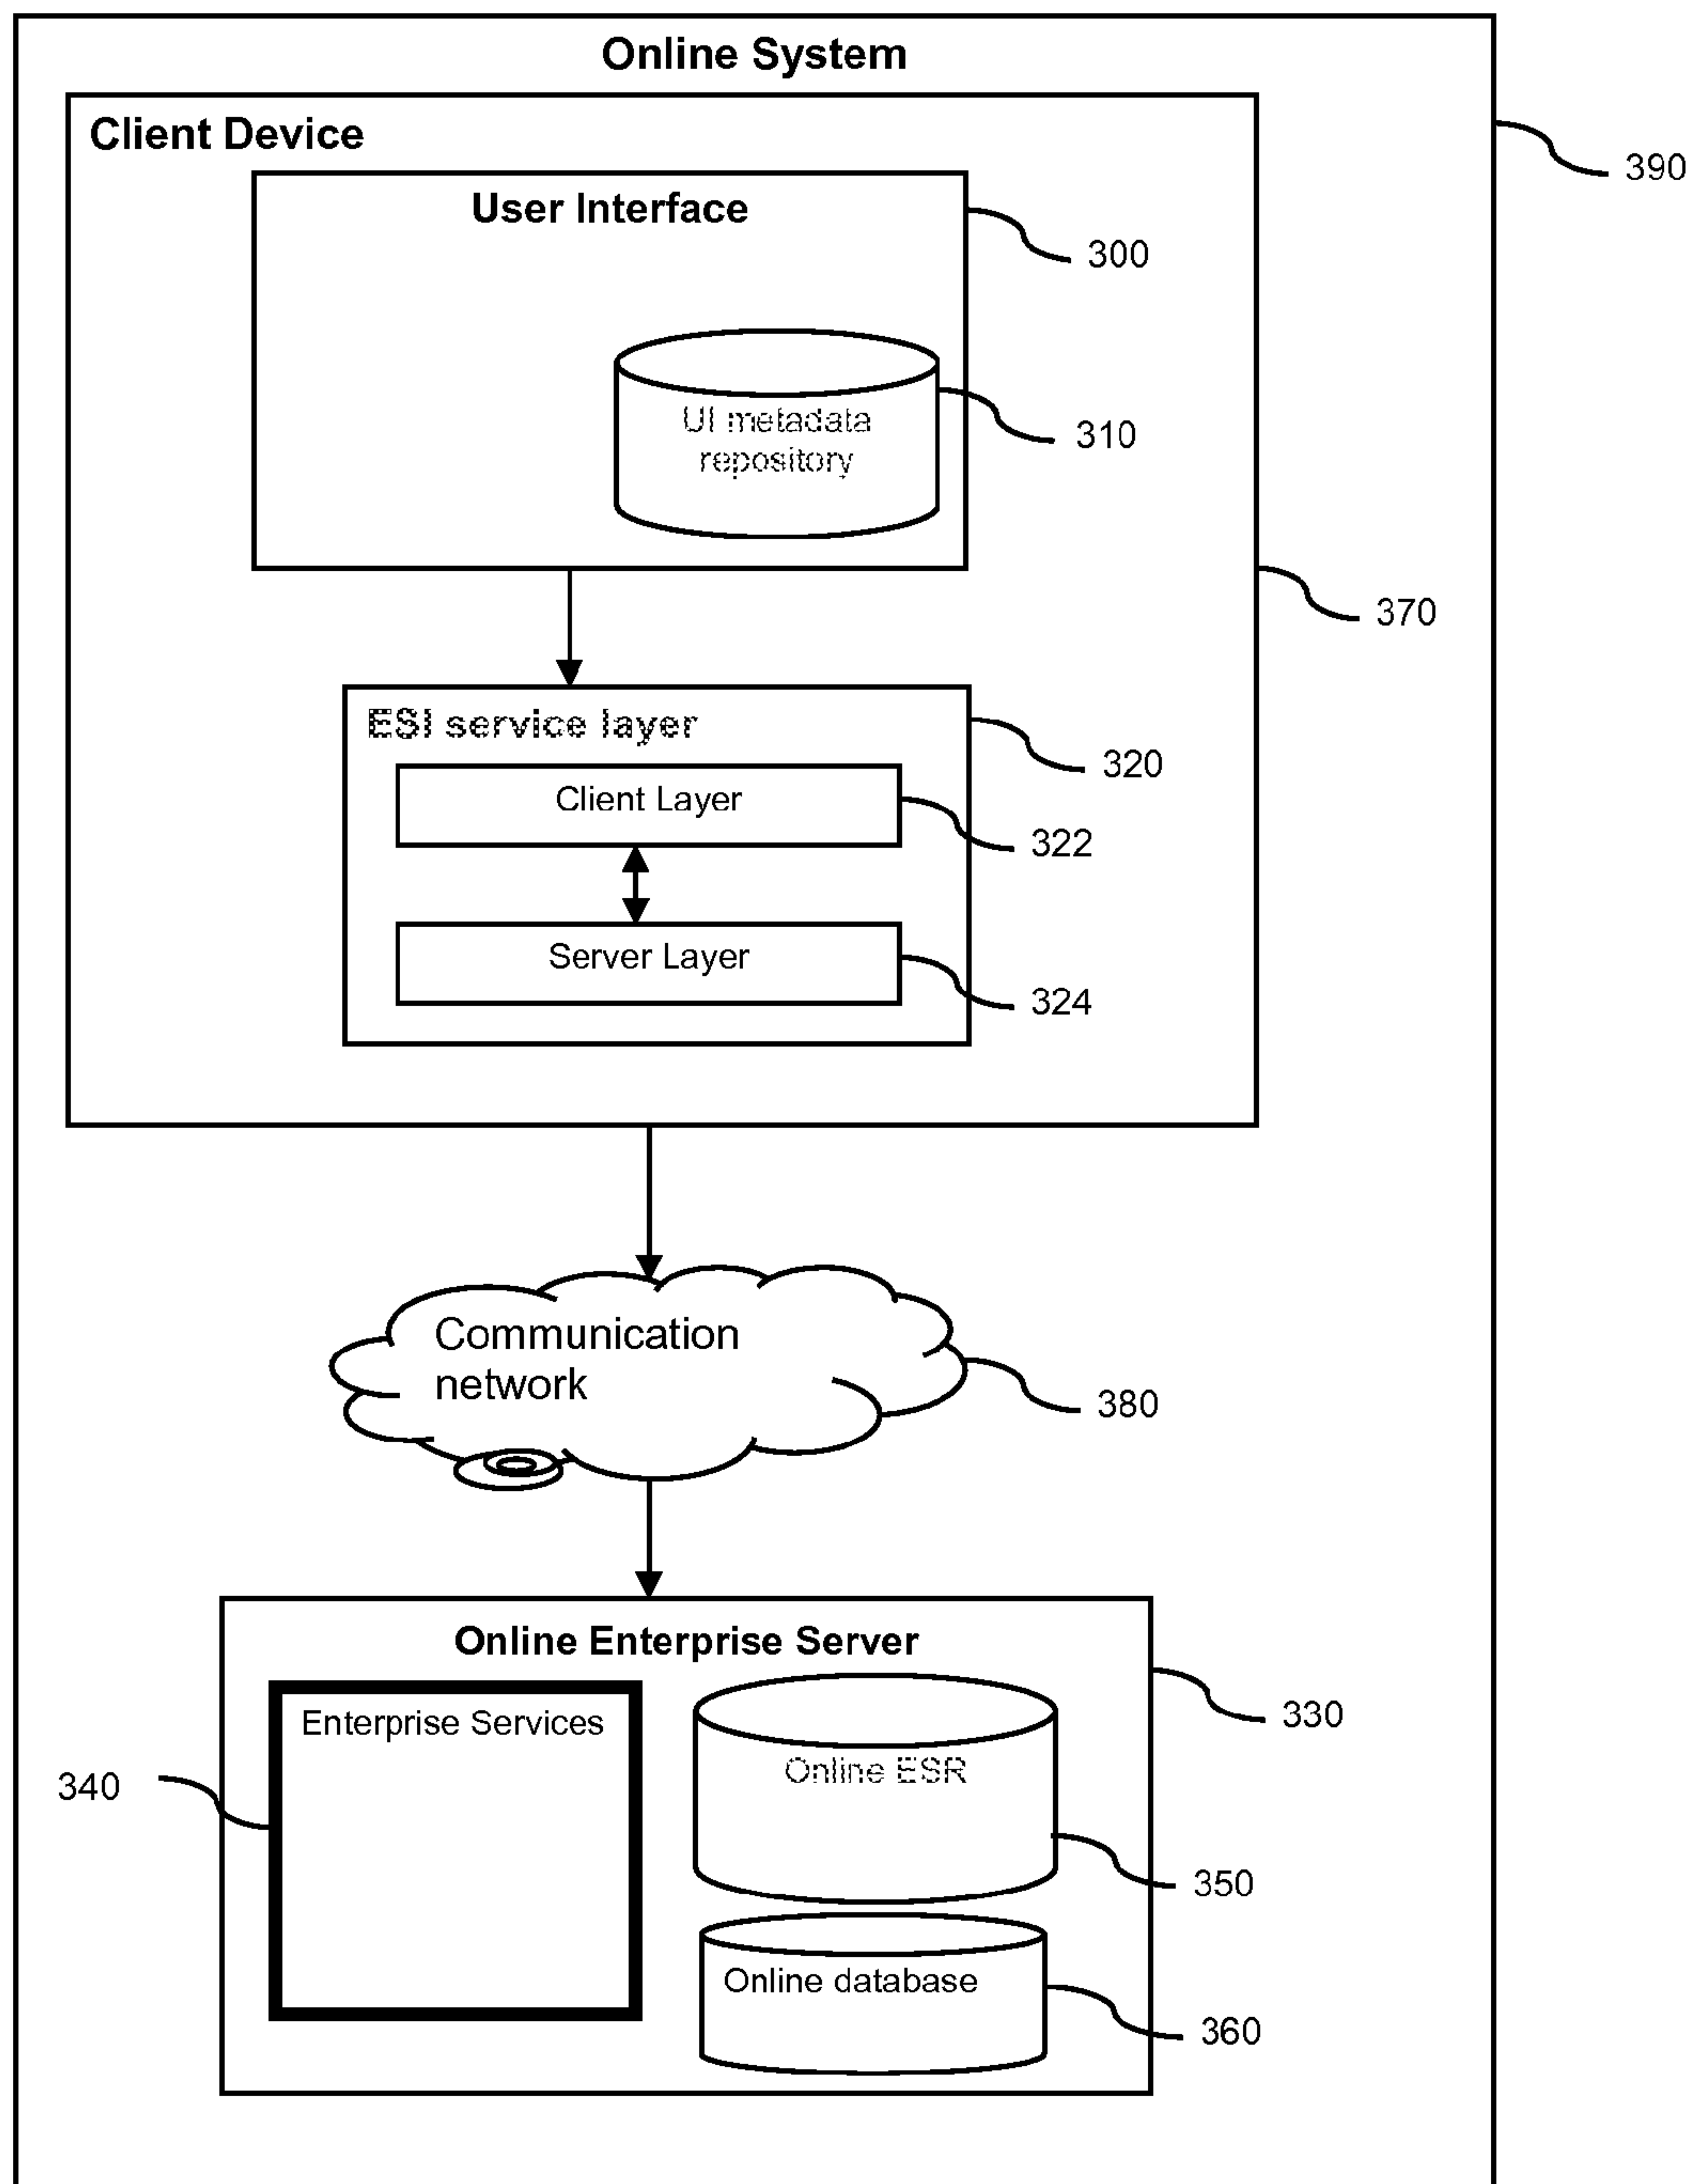 Online System
Client Device
390
User Interface
300
UI metadata
repository
310
370
ESI service layer
320
Client Layer
322
Server Layer
324
Communication
network
380
Online Enterprise Server
330
Enterprise Services
340
Online ESR
350
Online database
360